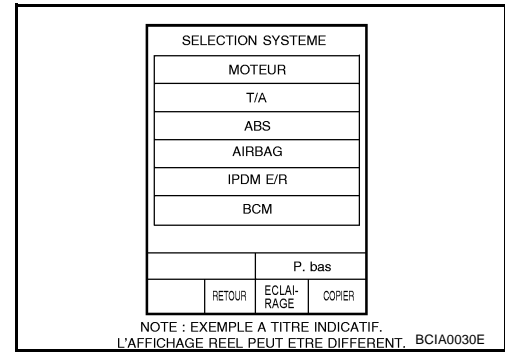 SELECTION SYSTEME
MOTEUR
T/A
ABS
AIRBAG
IPDM E/R
BCM
P. bas
RETOUR
ECLAI-
RAGE
COPIER
NOTE : EXEMPLE A TITRE INDICATIF.
L'AFFICHAGE REEL PEUT ETRE DIFFERENT.
BCIA0030E